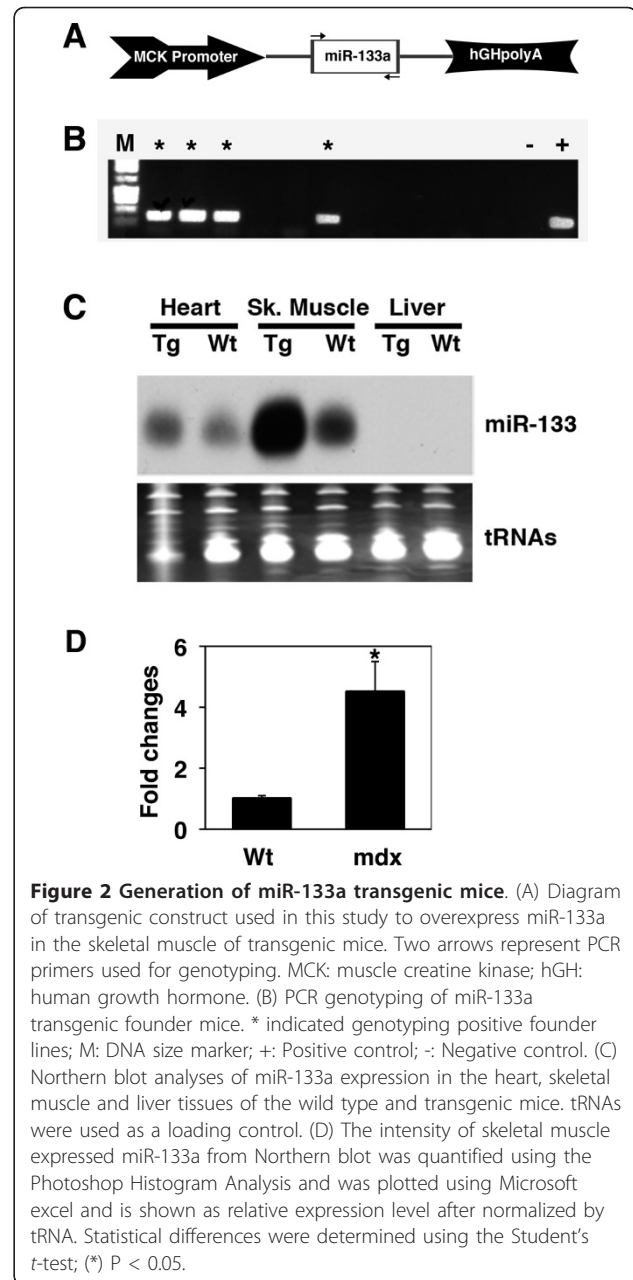 A
MCK Promoter
miR-133a
hGHpolyA
B
M * * * * - +
C
Heart Sk. Muscle Liver
Tg Wt Tg Wt Tg Wt
miR-133
tRNAs
D
6
*
4
2
0
Fold changes
Wt mdx
Figure 2 Generation of miR-133a transgenic mice. (A) Diagram
of transgenic construct used in this study to overexpress miR-133a
in the skeletal muscle of transgenic mice. Two arrows represent PCR
primers used for genotyping. MCK: muscle creatine kinase; hGH:
human growth hormone. (B) PCR genotyping of miR-133a
transgenic founder mice. * indicated genotyping positive founder
lines; M: DNA size marker; +: Positive control; -: Negative control. (C)
Northern blot analyses of miR-133a expression in the heart, skeletal
muscle and liver tissues of the wild type and transgenic mice. tRNAs
were used as a loading control. (D) The intensity of skeletal muscle
expressed miR-133a from Northern blot was quantified using the
Photoshop Histogram Analysis and was plotted using Microsoft
excel and is shown as relative expression level after normalized by
tRNA. Statistical differences were determined using the Student's
t-test; (*) P < 0.05.